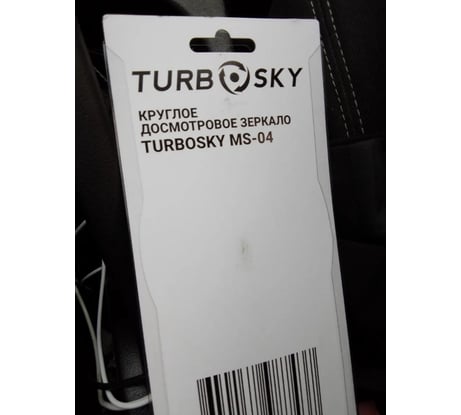 TURBOSKY
КРУГЛОЕ
ДОСМОТРОВОЕ ЗЕРКАЛО
TURBOSKY MS-04